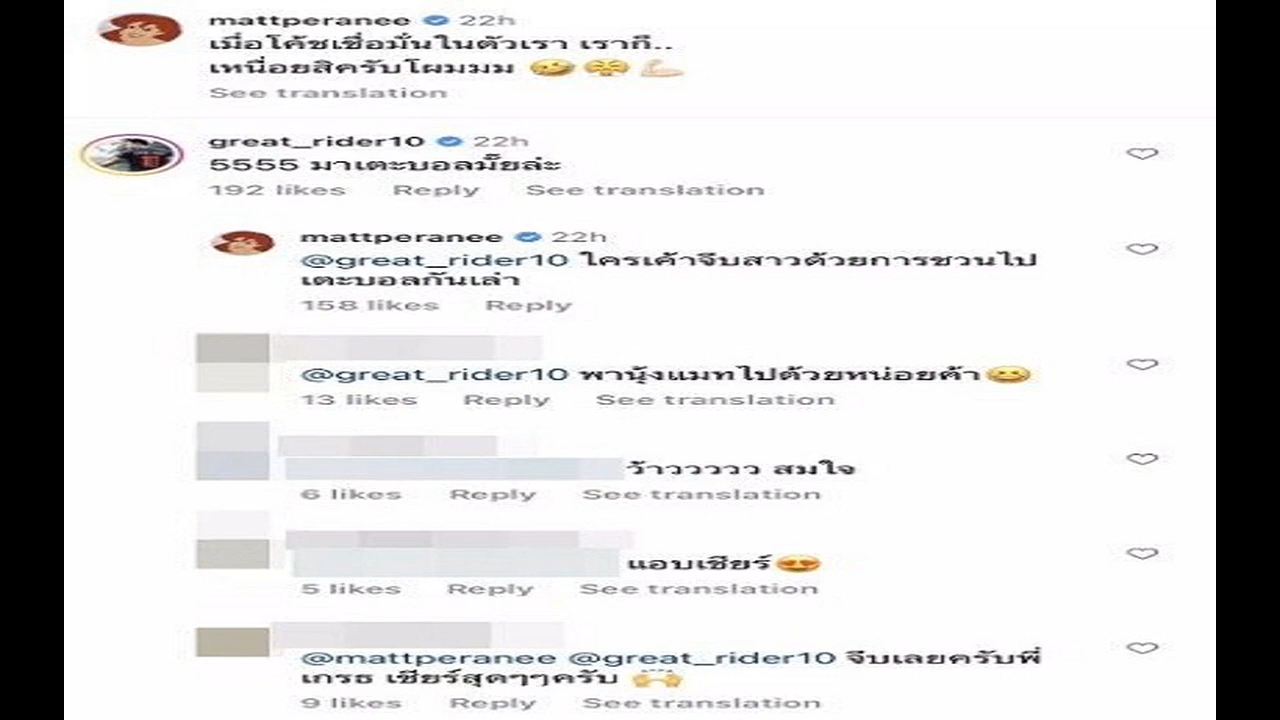 mattperanee 22h
เมื่อโค้ชเชื่อมั่นในตัวเรา เราก็..
เหนื่อยสิครับโผมมม 🤣😤💪🏻
See translation
great_rider10 22h
5555 มาเตะบอลมั๊ยล่ะ
192 likes Reply See translation
mattperanee 22h
@great_rider10 ใครเค้าจีบสาวด้วยการชวนไป
เตะบอลกันเล่า
158 likes Reply
@great_rider10 พานุ้งแมทไปด้วยหน่อยค้า😆
13 likes Reply See translation
ว้าววววว สมใจ
6 likes Reply See translation
แอบเชียร์😍
5 likes Reply See translation
@mattperanee @great_rider10 จีบเลยครับพี่
เกรธ เชียร์สุดๆๆครับ 🙌
9 likes Reply See translation